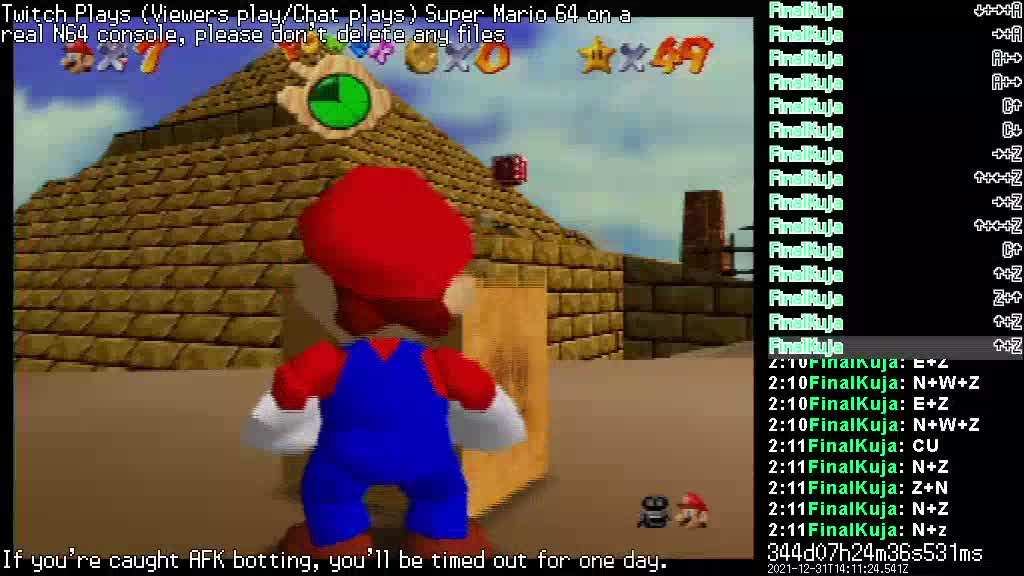 Twitch Plays (Viewers play/Chat plays) Super Mario 64 on a
real N64 console, please don't delete any files
7
0
49
FinalKuja ↓+→+A
FinalKuja →+A
FinalKuja A+→
FinalKuja A+→
FinalKuja C↑
FinalKuja C↓
FinalKuja →+Z
FinalKuja ↑+←+Z
FinalKuja →+Z
FinalKuja ↑+←+Z
FinalKuja C↑
FinalKuja ↑+Z
FinalKuja Z+↑
FinalKuja ↑+Z
FinalKuja ↑+Z
2:10FinalKuja: E+Z
2:10FinalKuja: N+W+Z
2:10FinalKuja: E+Z
2:10FinalKuja: N+W+Z
2:11FinalKuja: CU
2:11FinalKuja: N+Z
2:11FinalKuja: Z+N
2:11FinalKuja: N+Z
2:11FinalKuja: N+z
If you're caught AFK botting, you'll be timed out for one day.
344d07h24m36s531ms
2021-12-31T14:11:24.541Z